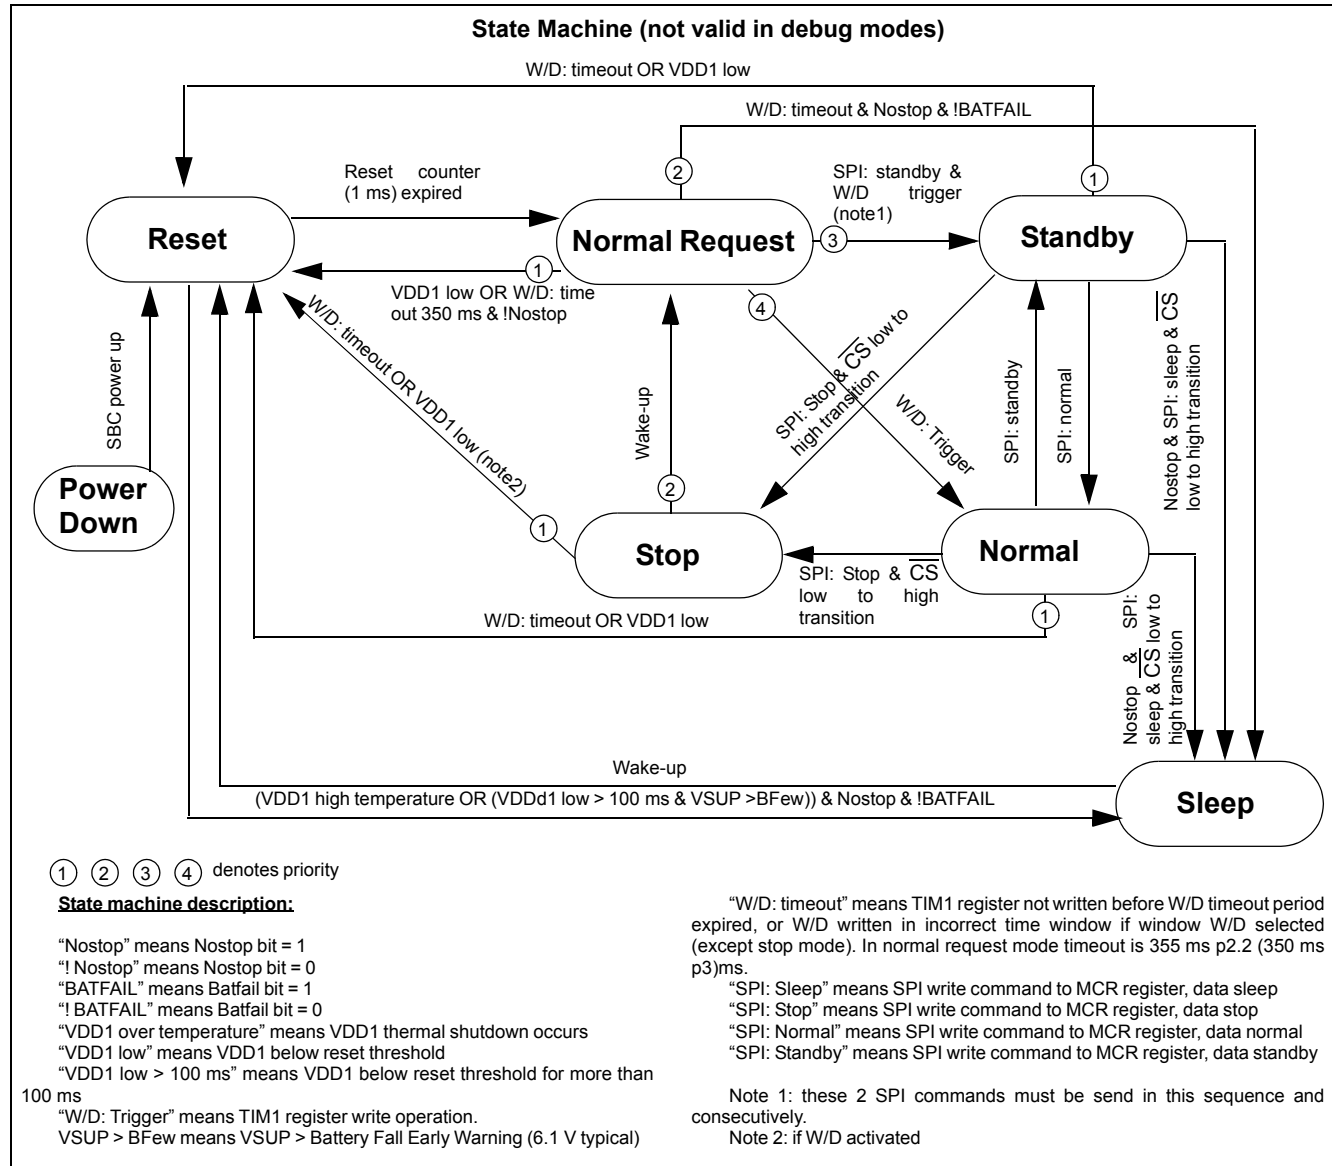 State Machine (not valid in debug modes)
W/D: timeout OR VDD1 low
W/D: timeout & Nostop & !BATFAIL
2
1
Reset counter
(1 ms) expired
SPI: standby &
W/D trigger
(note1)
Reset
Normal Request
3
Standby
1
VDD1 low OR W/D: time
out 350 ms & !Nostop
4
W/D: timeout OR VDD1 low (note2)
SBC power up
Wake-up
SPI: Stop & CS low to
high transition
W/D: Trigger
SPI: standby
SPI: normal
Nostop & SPI: sleep & CS
low to high transition
Power
Down
2
1
Stop
Normal
SPI: Stop & CS
low to high
transition
1
W/D: timeout OR VDD1 low
Nostop & SPI:
sleep & CS low to
high transition
Wake-up
(VDD1 high temperature OR (VDDd1 low > 100 ms & VSUP >BFew)) & Nostop & !BATFAIL
Sleep
1 2 3 4 denotes priority
State machine description:
“Nostop” means Nostop bit = 1
“! Nostop” means Nostop bit = 0
“BATFAIL” means Batfail bit = 1
“! BATFAIL” means Batfail bit = 0
“VDD1 over temperature” means VDD1 thermal shutdown occurs
“VDD1 low” means VDD1 below reset threshold
“VDD1 low > 100 ms” means VDD1 below reset threshold for more than
100 ms
“W/D: Trigger” means TIM1 register write operation.
VSUP > BFew means VSUP > Battery Fall Early Warning (6.1 V typical)
“W/D: timeout” means TIM1 register not written before W/D timeout period
expired, or W/D written in incorrect time window if window W/D selected
(except stop mode). In normal request mode timeout is 355 ms p2.2 (350 ms
p3)ms.
“SPI: Sleep” means SPI write command to MCR register, data sleep
“SPI: Stop” means SPI write command to MCR register, data stop
“SPI: Normal” means SPI write command to MCR register, data normal
“SPI: Standby” means SPI write command to MCR register, data standby
Note 1: these 2 SPI commands must be send in this sequence and
consecutively.
Note 2: if W/D activated